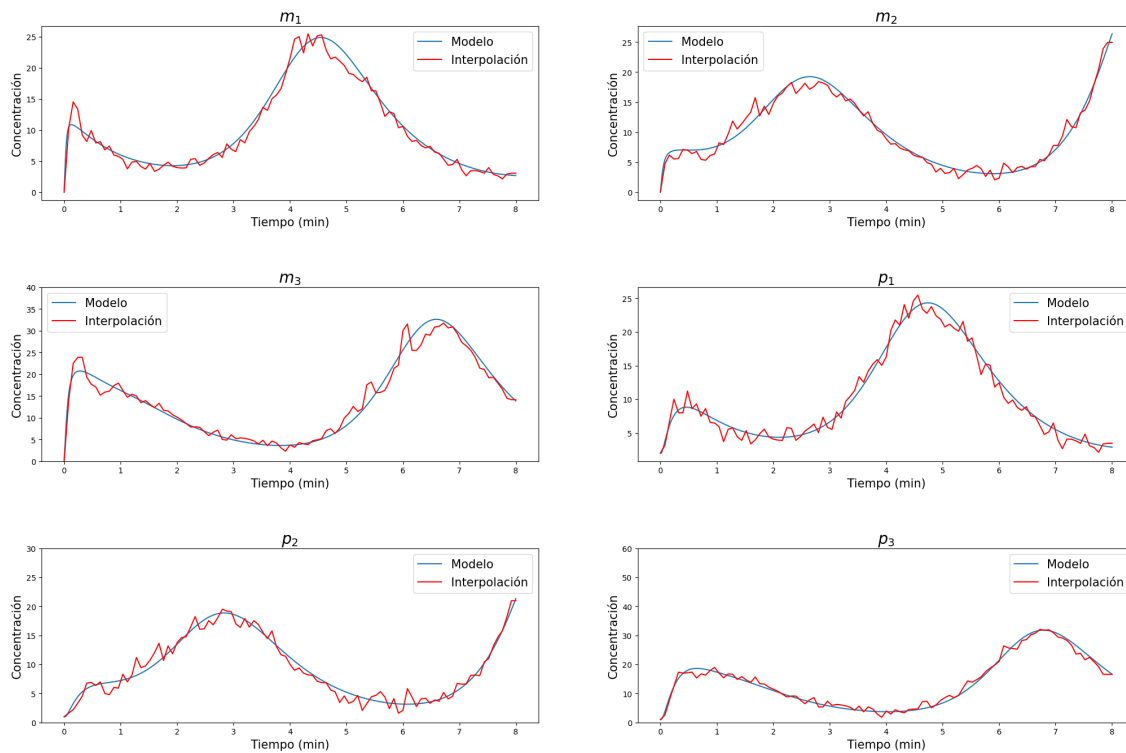 m₁
Concentración
25
20
15
10
5
0
Modelo
Interpolación
0 1 2 3 4 5 6 7 8
Tiempo (min)
m₂
Concentración
25
20
15
10
5
0
Modelo
Interpolación
0 1 2 3 4 5 6 7 8
Tiempo (min)
m₃
Concentración
40
35
30
25
20
15
10
5
0
Modelo
Interpolación
0 1 2 3 4 5 6 7 8
Tiempo (min)
p₁
Concentración
25
20
15
10
5
Modelo
Interpolación
0 1 2 3 4 5 6 7 8
Tiempo (min)
p₂
Concentración
30
25
20
15
10
5
0
Modelo
Interpolación
0 1 2 3 4 5 6 7 8
Tiempo (min)
p₃
Concentración
60
50
40
30
20
10
0
Modelo
Interpolación
0 1 2 3 4 5 6 7 8
Tiempo (min)